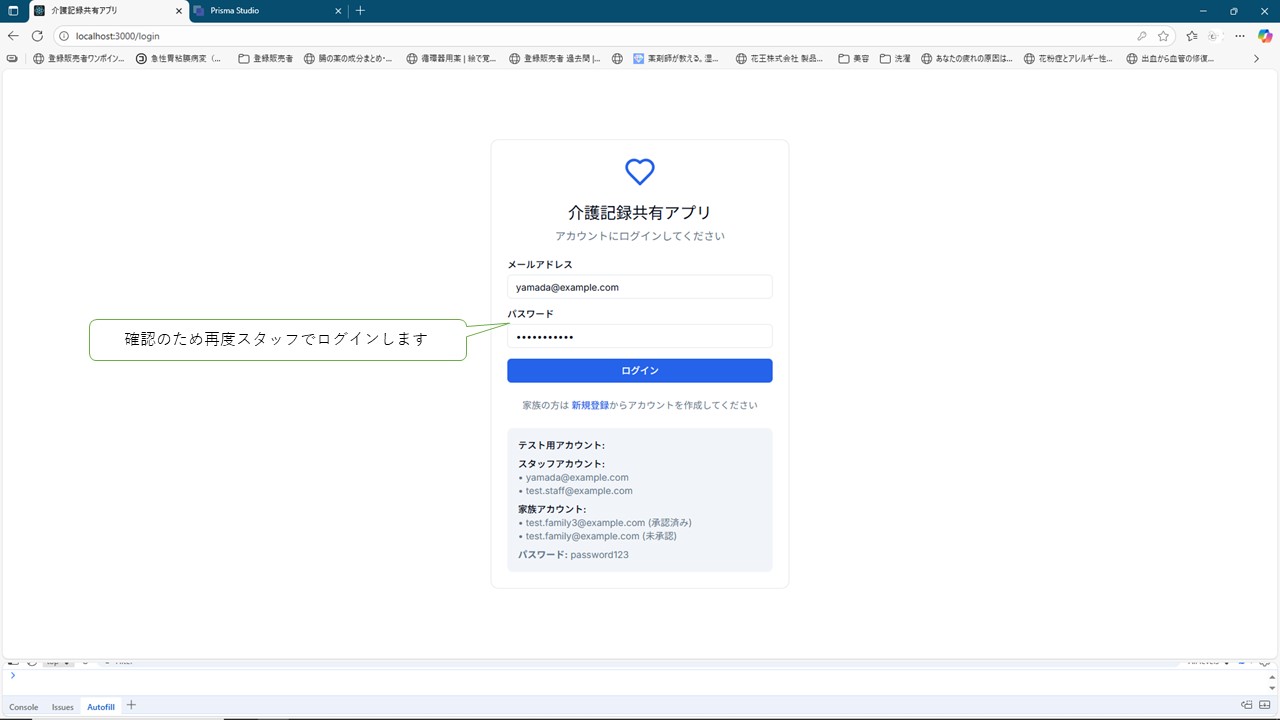 介護記録共有アプリ
Prisma Studio
localhost:3000/login
登録販売者ワンポイン...
急性胃粘膜病変（...
登録販売者
腸の薬の成分まとめ-...
循環器用薬 | 絵で覚...
登録販売者 過去問 |...
薬剤師が教える。湿...
花王株式会社 製品...
美容
洗濯
あなたの疲れの原因は...
花粉症とアレルギー性...
出血から血管の修復...
介護記録共有アプリ
アカウントにログインしてください
メールアドレス
yamada@example.com
パスワード
•••••••••••
確認のため再度スタッフでログインします
ログイン
家族の方は 新規登録からアカウントを作成してください
テスト用アカウント:
スタッフアカウント:
• yamada@example.com
• test.staff@example.com
家族アカウント:
• test.family3@example.com (承認済み)
• test.family@example.com (未承認)
パスワード: password123
Console
Issues
Autofill